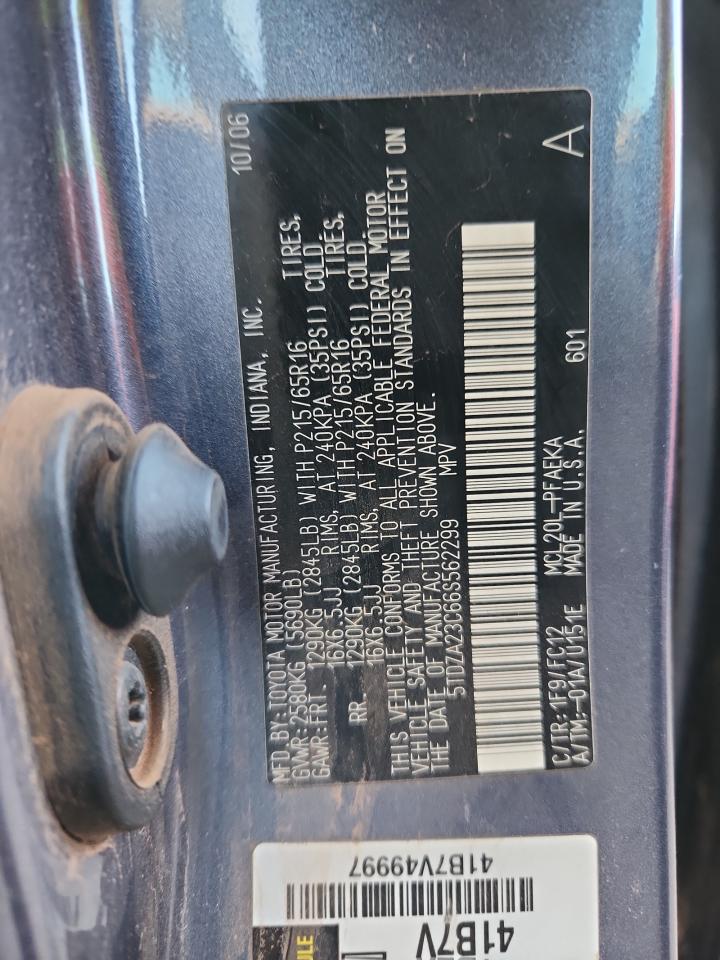 MFD. BY: TOYOTA MOTOR MANUFACTURING, INDIANA, INC. 10/06
GVWR: 2580KG (5690LB)
GAWR: FRT. 1290KG (2845LB) WITH P215/65R16 TIRES,
16X6.5JJ RIMS, AT 240KPA (35PSI) COLD
RR 1290KG (2845LB) WITH P215/65R16 TIRES,
16X6.5JJ RIMS, AT 240KPA (35PSI) COLD.
THIS VEHICLE CONFORMS TO ALL APPLICABLE FEDERAL MOTOR
VEHICLE SAFETY AND THEFT PREVENTION STANDARDS IN EFFECT ON
THE DATE OF MANUFACTURE SHOWN ABOVE.
5TDZA23C66S562299 MPV
C/TR: 1F9/FC12 MCL20L-PFAEKA 601 A
A/TM: -01A/U151E MADE IN U.S.A.
41B7V49997
41B7V